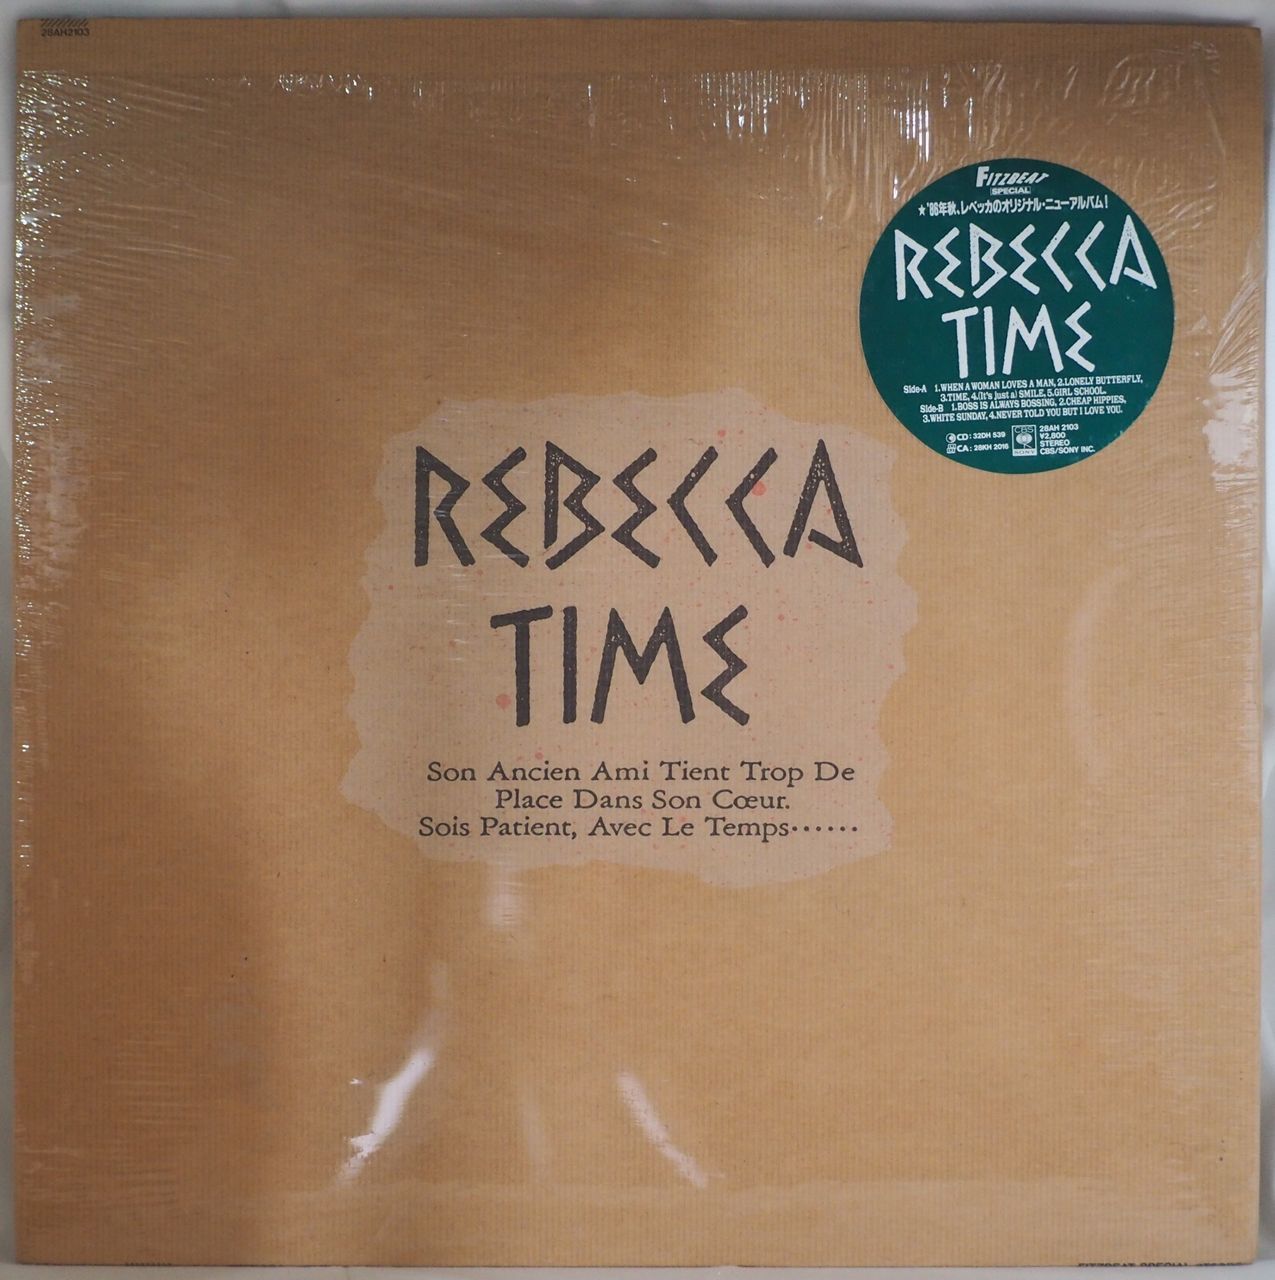 28AH2103
FITZBEAT
SPECIAL
★'86年秋、レベッカのオリジナル・ニューアルバム!
REBECCA
TIME
Side-A 1.WHEN A WOMAN LOVES A MAN, 2.LONELY BUTTERFLY,
3.TIME, 4.(It's just a) SMILE, 5.GIRL SCHOOL.
Side-B 1.BOSS IS ALWAYS BOSSING, 2.CHEAP HIPPIES,
3.WHITE SUNDAY, 4.NEVER TOLD YOU BUT I LOVE YOU.
CD: 32DH 539
CA: 28KH 2016
CBS
SONY
28AH 2103
¥2,800
STEREO
CBS/SONY INC.
REBECCA
TIME
Son Ancien Ami Tient Trop De
Place Dans Son Cœur.
Sois Patient, Avec Le Temps……